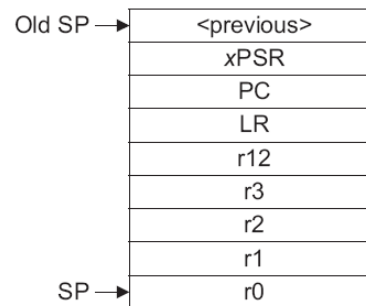 Old SP <previous>
xPSR
PC
LR
r12
r3
r2
r1
SP r0